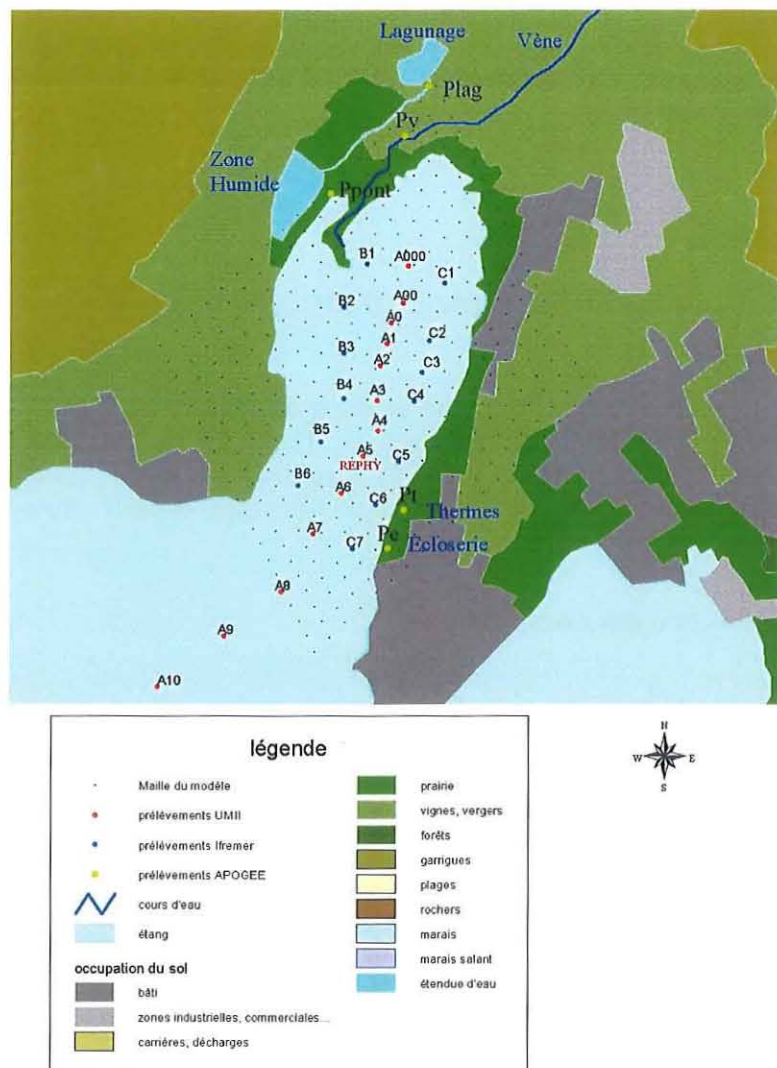 Lagunage
Vène
Plag
Pv
Zone
Humide
Ppont
B1
A000
C1
A00
B2
A0
C2
A1
B3
A2
C3
B4
A3
C4
A4
B5
A5
REPHY
C5
B6
A6
C6
Pt
Thermes
A7
C7
Pe
Ecloserie
A8
A9
A10
légende
Maille du modèle
prélèvements UMII
prélèvements Ifremer
prélèvements APOGEE
cours d'eau
étang
occupation du sol
bâti
zones industrielles, commerciales...
carrières, décharges
prairie
vignes, vergers
forêts
garrigues
plages
rochers
marais
marais salant
étendue d'eau
N
W
E
S